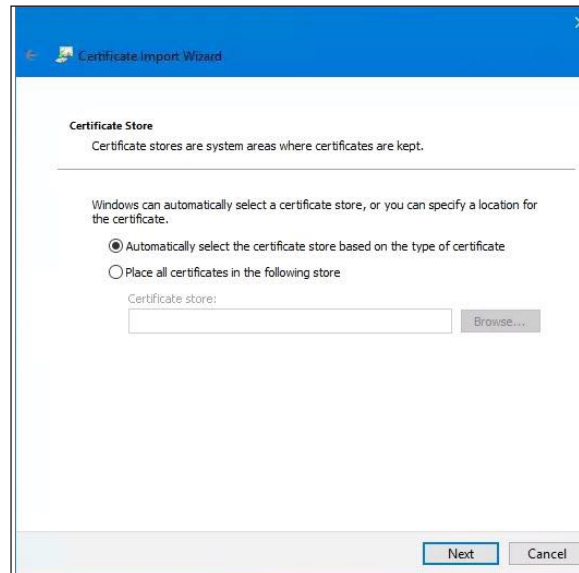 Certificate Import Wizard
Certificate Store
Certificate stores are system areas where certificates are kept.
Windows can automatically select a certificate store, or you can specify a location for
the certificate.
Automatically select the certificate store based on the type of certificate
Place all certificates in the following store
Certificate store:
Browse...
Next
Cancel